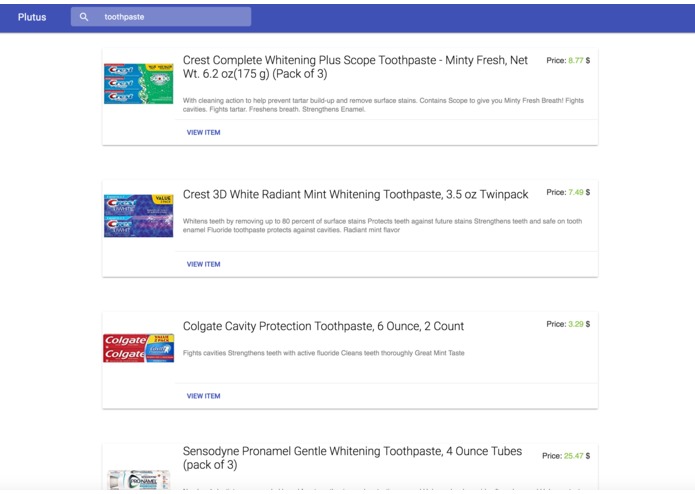 Plutus
toothpaste
Crest Complete Whitening Plus Scope Toothpaste - Minty Fresh, Net
Wt. 6.2 oz(175 g) (Pack of 3)
Price: 8.77 $
With cleaning action to help prevent tartar build-up and remove surface stains. Contains Scope to give you Minty Fresh Breath! Fights
cavities. Fights tartar. Freshens breath. Strengthens Enamel.
VIEW ITEM
Crest 3D White Radiant Mint Whitening Toothpaste, 3.5 oz Twinpack
Price: 7.49 $
VALUE
Whitens teeth by removing up to 80 percent of surface stains Protects teeth against future stains Strengthens teeth and safe on tooth
enamel Fluoride toothpaste protects against cavities. Radiant mint flavor
VIEW ITEM
Colgate Cavity Protection Toothpaste, 6 Ounce, 2 Count
Price: 3.29 $
Colgate
Colgate
Fights cavities Strengthens teeth with active fluoride Cleans teeth thoroughly Great Mint Taste
VIEW ITEM
Sensodyne Pronamel Gentle Whitening Toothpaste, 4 Ounce Tubes
(pack of 3)
Price: 25.47 $
PRONAMEL